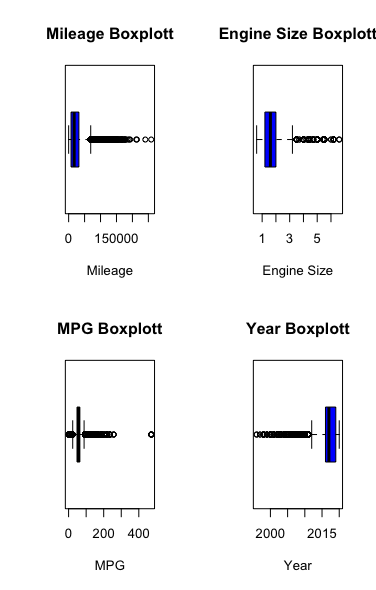 Mileage Boxplott
Engine Size Boxplott
0 150000
1 3 5
Mileage
Engine Size
MPG Boxplott
Year Boxplott
0 200 400
2000 2015
MPG
Year